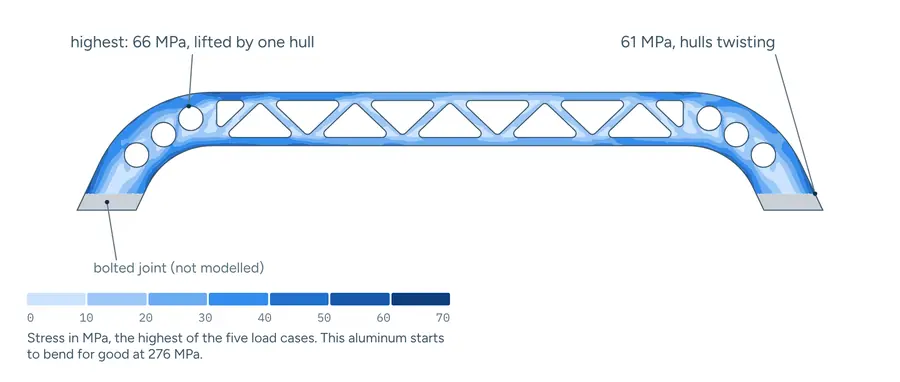 highest: 66 MPa, lifted by one hull
61 MPa, hulls twisting
bolted joint (not modelled)
0 10 20 30 40 50 60 70
Stress in MPa, the highest of the five load cases. This aluminum starts
to bend for good at 276 MPa.